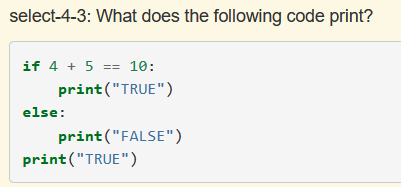 select-4-3: What does the following code print?
if 4 + 5 == 10:
    print("TRUE")
else:
    print("FALSE")
print("TRUE")